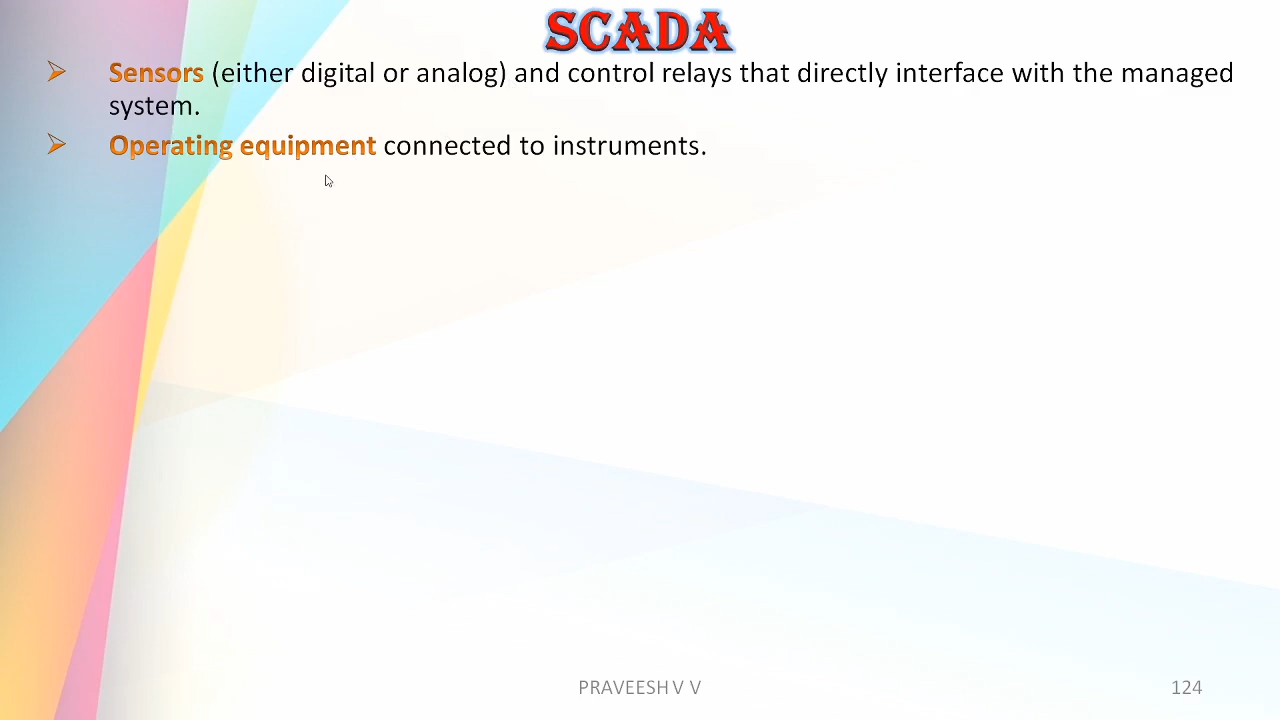 SCADA
➢ Sensors (either digital or analog) and control relays that directly interface with the managed
system.
➢ Operating equipment connected to instruments.
PRAVEESH V V
124